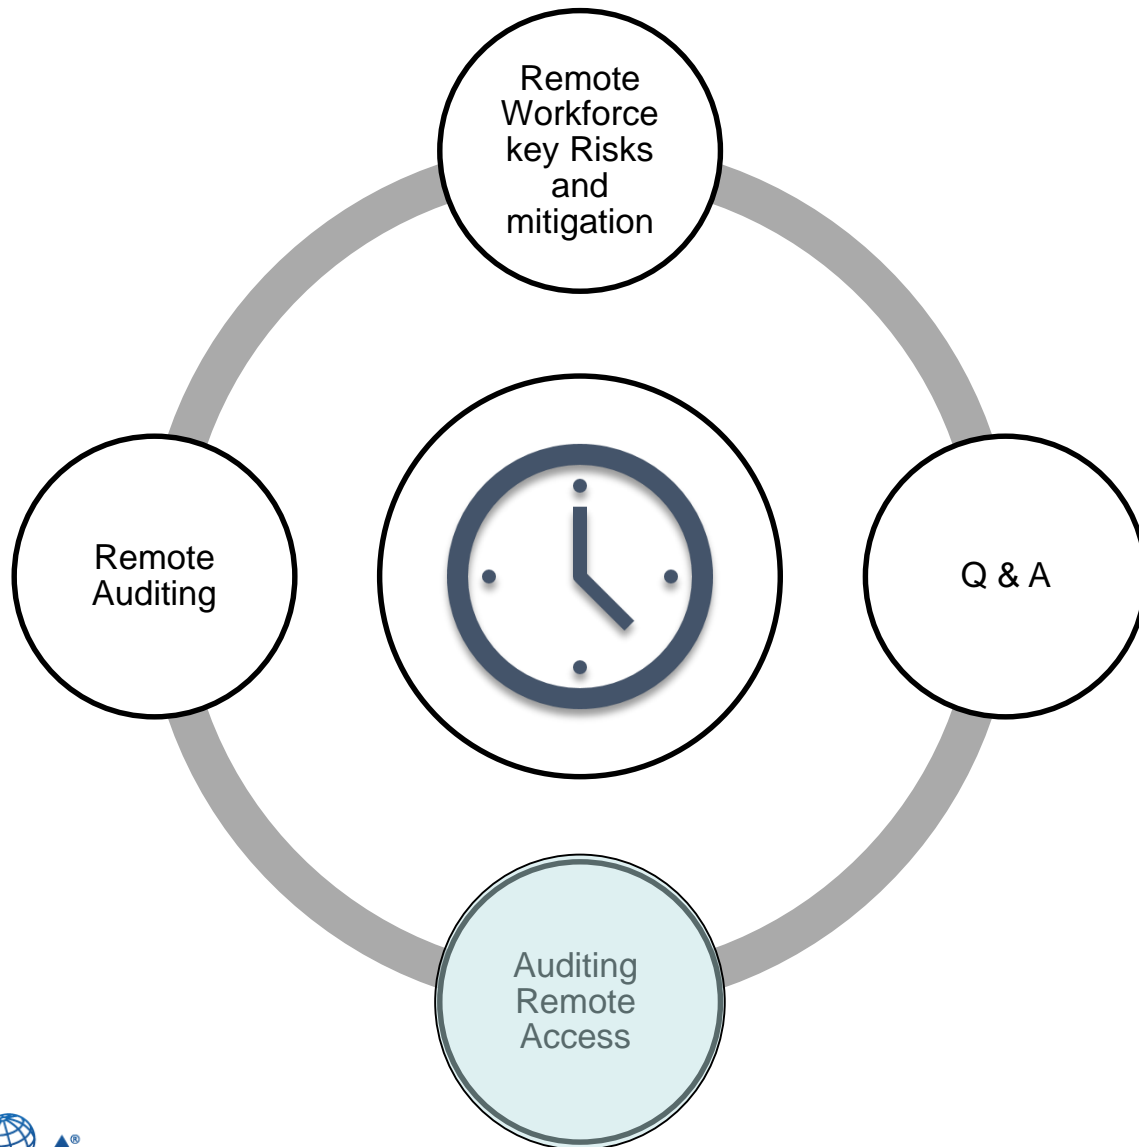 Remote
Workforce
key Risks
and
mitigation
Remote
Auditing
Q & A
Auditing
Remote
Access
®